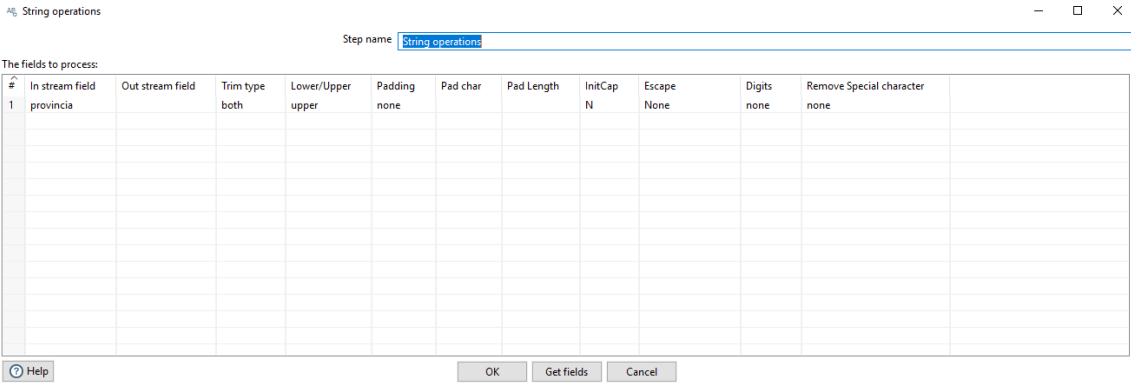 String operations
Step name String operations
The fields to process:
# In stream field Out stream field Trim type Lower/Upper Padding Pad char Pad Length InitCap Escape Digits Remove Special character
1 provincia both upper none N None none none
Help OK Get fields Cancel